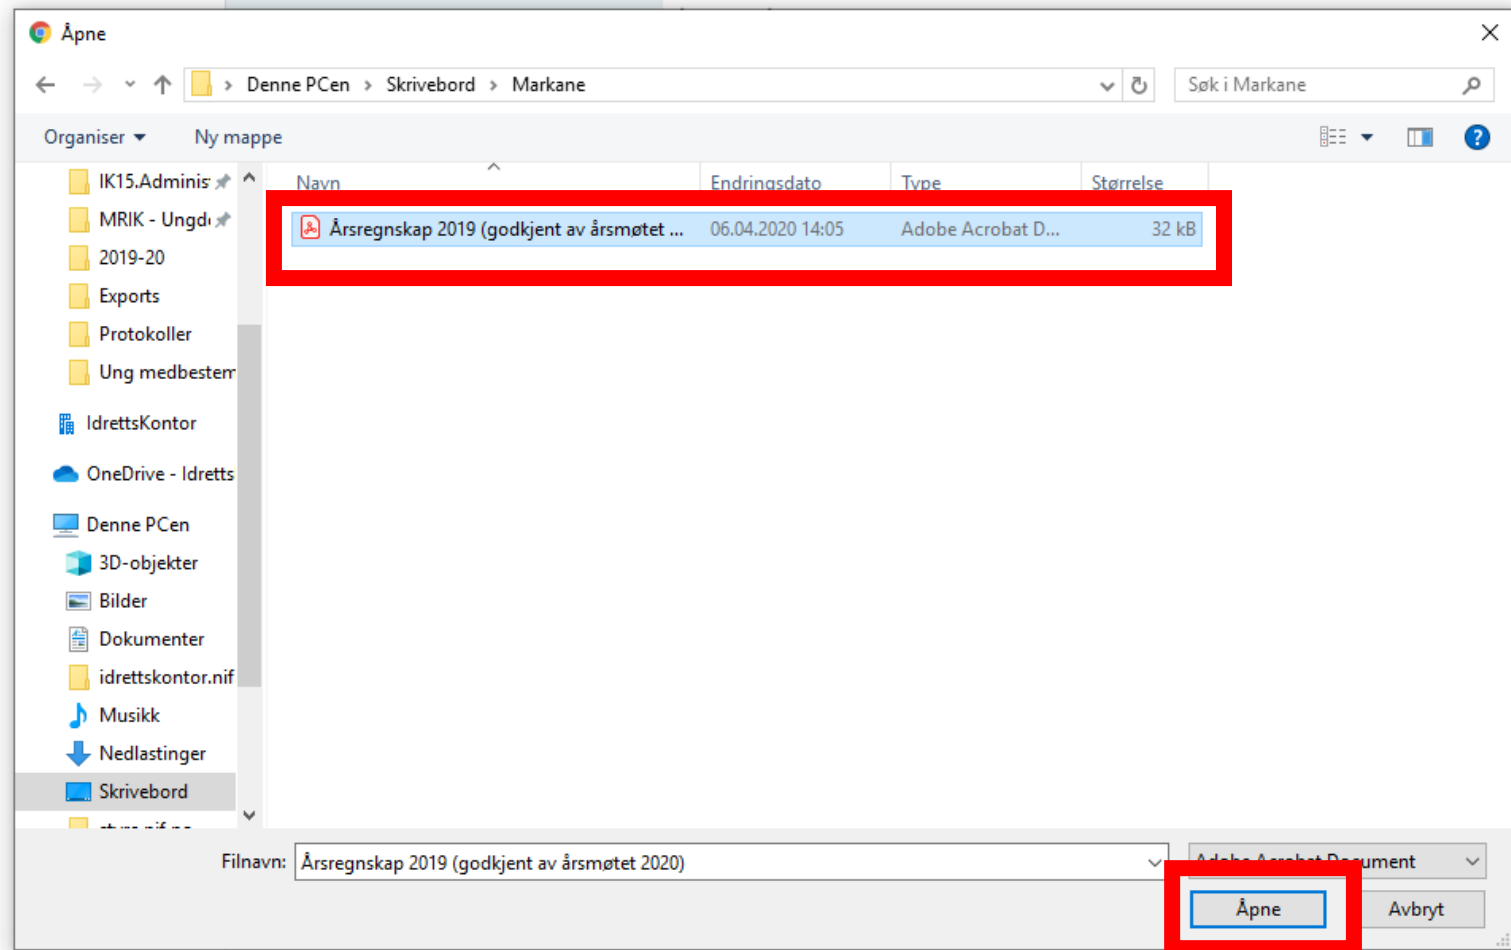 Åpne
Denne PCen > Skrivebord > Markane
Søk i Markane
Organiser
Ny mappe
Navn
Endringsdato
Type
Størrelse
Årsregnskap 2019 (godkjent av årsmøtet ...
06.04.2020 14:05
Adobe Acrobat D...
32 kB
IK15.Adminis
MRIK - Ungd
2019-20
Exports
Protokoller
Ung medbestem
IdrettsKontor
OneDrive - Idretts
Denne PCen
3D-objekter
Bilder
Dokumenter
idrettskontor.nif
Musikk
Nedlastinger
Skrivebord
Filnavn:
Årsregnskap 2019 (godkjent av årsmøtet 2020)
Adobe Acrobat Document
Åpne
Avbryt